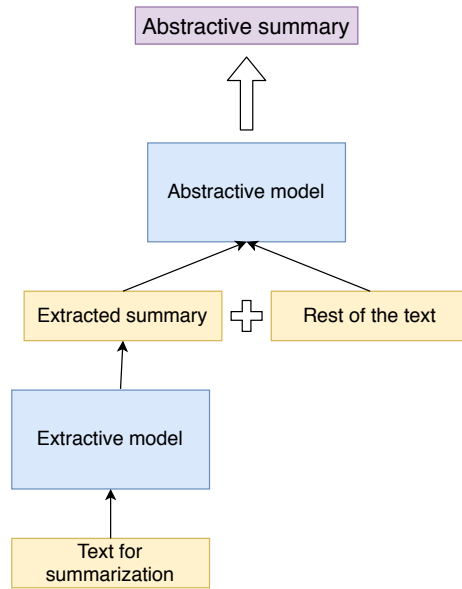 Abstractive summary
Abstractive model
Extracted summary
Rest of the text
Extractive model
Text for
summarization